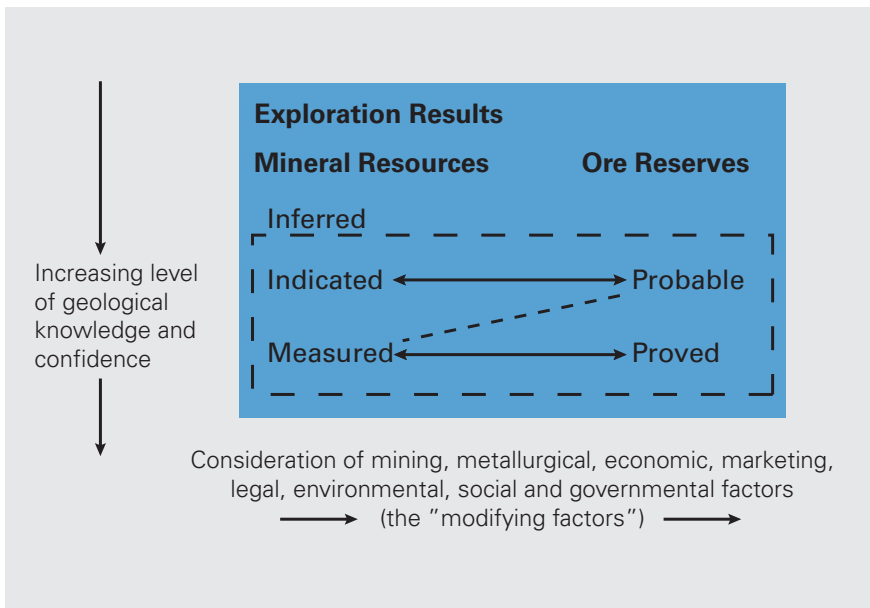 Exploration Results
Mineral Resources Ore Reserves
Inferred
Indicated Probable
Measured Proved
Increasing level
of geological
knowledge and
confidence
Consideration of mining, metallurgical, economic, marketing,
legal, environmental, social and governmental factors
(the ”modifying factors”)